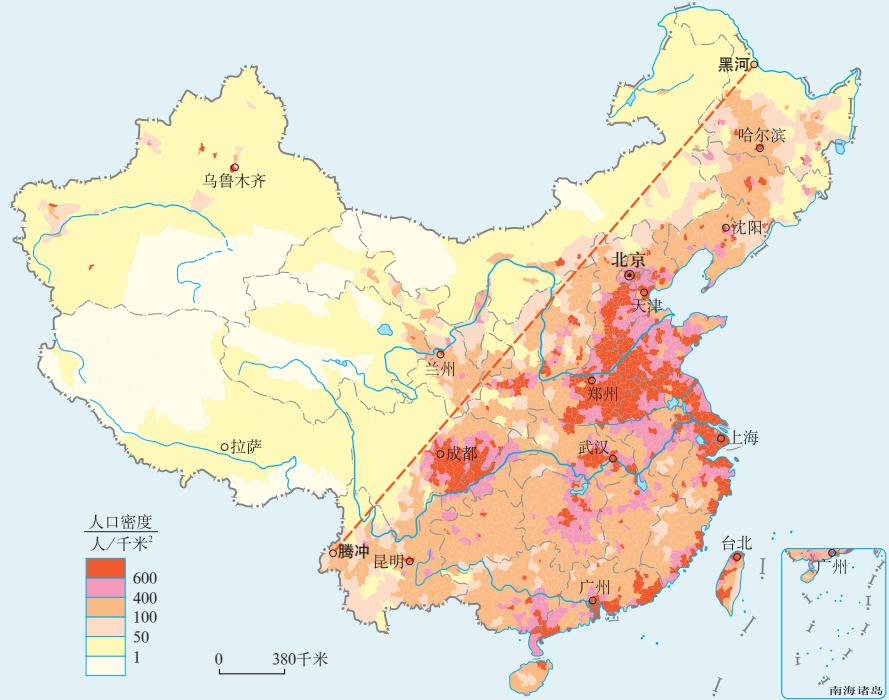 黑河
哈尔滨
乌鲁木齐
沈阳
北京
天津
兰州
郑州
拉萨
成都
武汉
上海
腾冲
昆明
台北
广州
人口密度
人/千米²
600
400
100
50
1
0 380千米
广州
南海诸岛